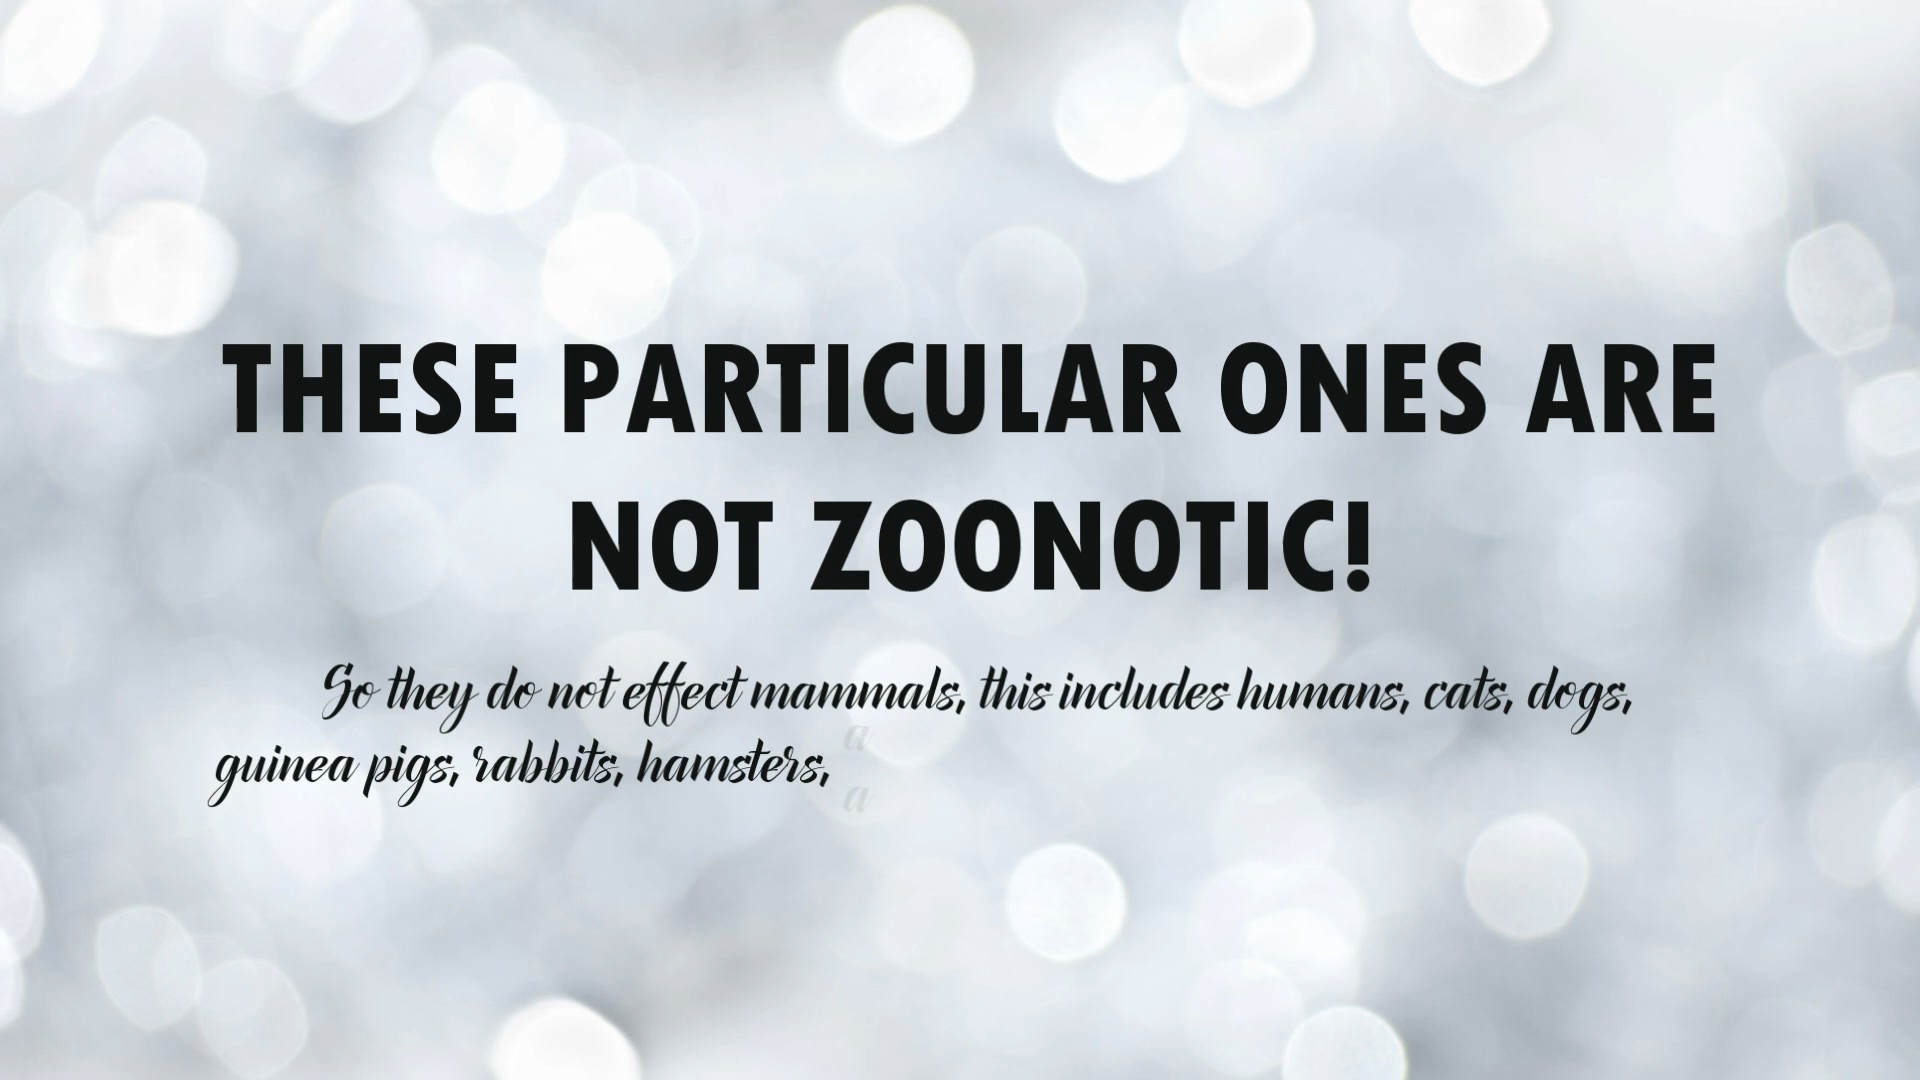 THESE PARTICULAR ONES ARE
NOT ZOONOTIC!
So they do not effect mammals, this includes humans, cats, dogs,
guinea pigs, rabbits, hamsters, a
a